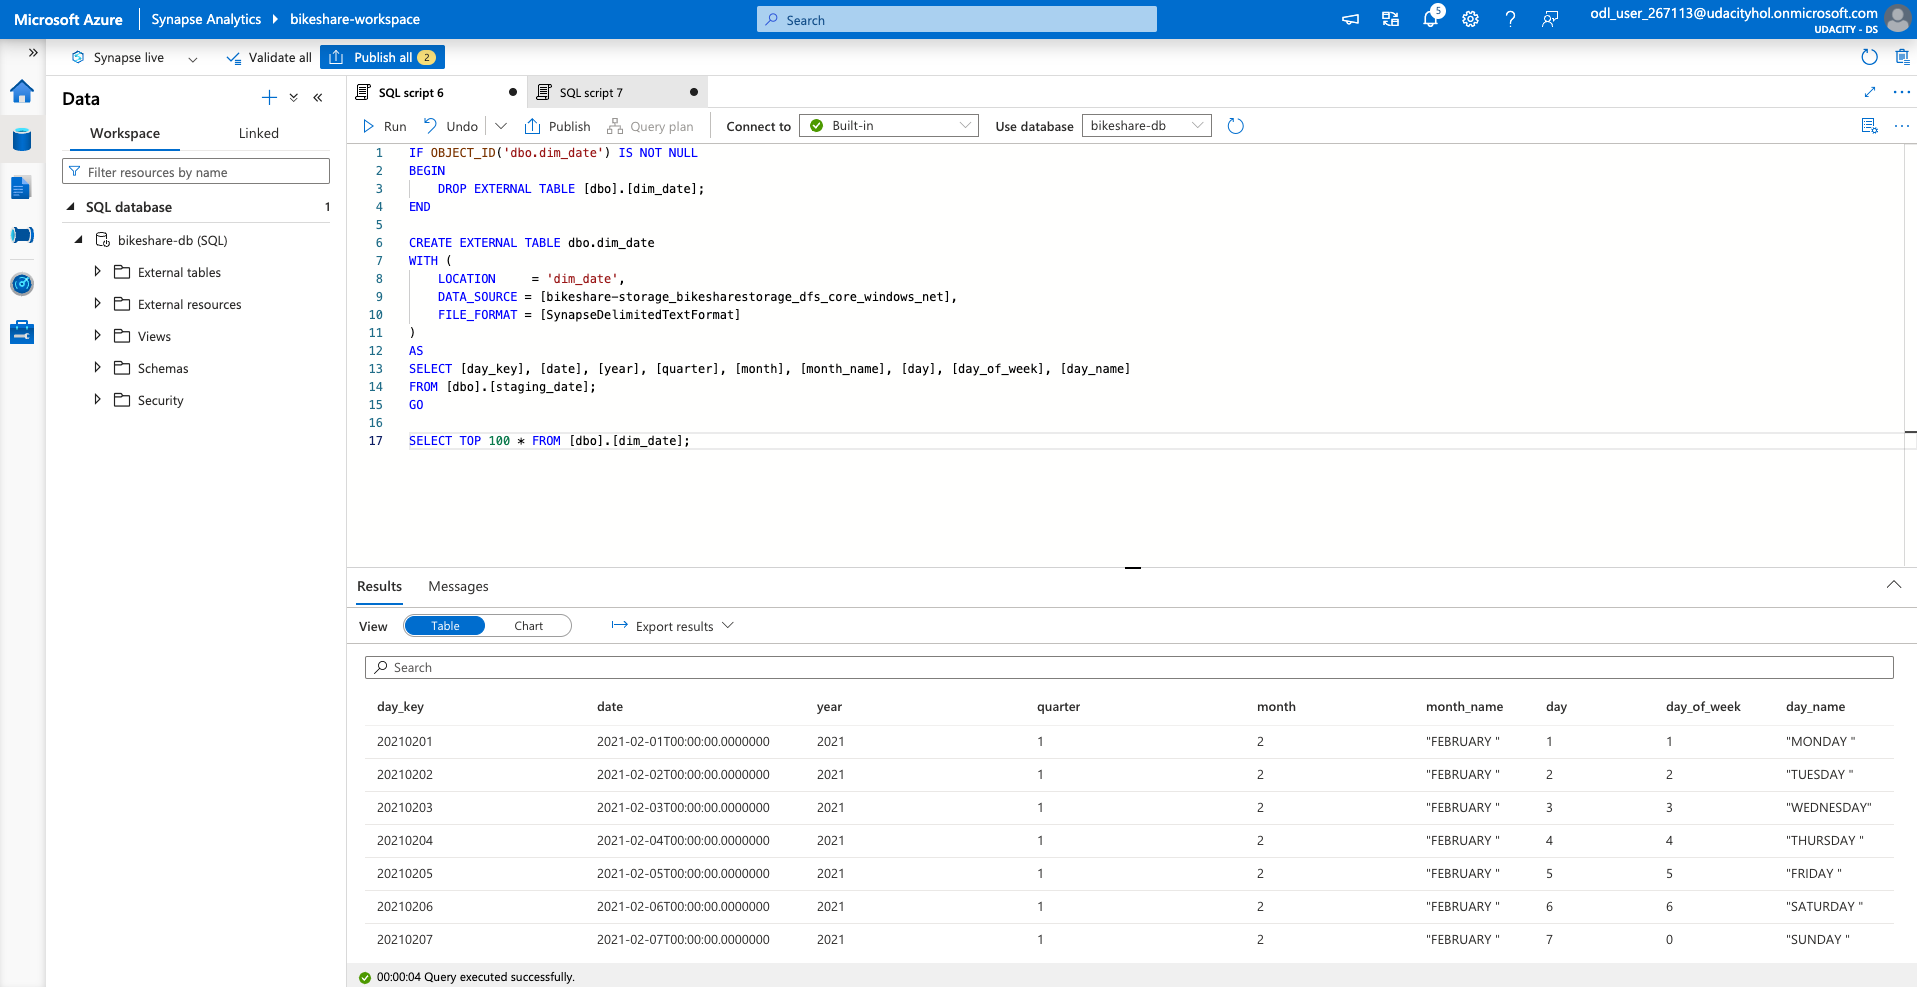 Microsoft Azure Synapse Analytics bikeshare-workspace Search 5 odl_user_267113@udacityhol.onmicrosoft.com
UDACITY - DS
Synapse live Validate all Publish all 2
Data
Workspace Linked
Filter resources by name
SQL database 1
bikeshare-db (SQL)
External tables
External resources
Views
Schemas
Security
SQL script 6 SQL script 7
Run Undo Publish Query plan Connect to Built-in Use database bikeshare-db
1 IF OBJECT_ID('dbo.dim_date') IS NOT NULL
2 BEGIN
3 DROP EXTERNAL TABLE [dbo].[dim_date];
4 END
5
6 CREATE EXTERNAL TABLE dbo.dim_date
7 WITH (
8 LOCATION = 'dim_date',
9 DATA_SOURCE = [bikeshare-storage_bikesharestorage_dfs_core_windows_net],
10 FILE_FORMAT = [SynapseDelimitedTextFormat]
11 )
12 AS
13 SELECT [day_key], [date], [year], [quarter], [month], [month_name], [day], [day_of_week], [day_name]
14 FROM [dbo].[staging_date];
15 GO
16
17 SELECT TOP 100 * FROM [dbo].[dim_date];
Results Messages
View Table Chart Export results
Search
day_key date year quarter month month_name day day_of_week day_name
20210201 2021-02-01T00:00:00.0000000 2021 1 2 "FEBRUARY " 1 1 "MONDAY "
20210202 2021-02-02T00:00:00.0000000 2021 1 2 "FEBRUARY " 2 2 "TUESDAY "
20210203 2021-02-03T00:00:00.0000000 2021 1 2 "FEBRUARY " 3 3 "WEDNESDAY"
20210204 2021-02-04T00:00:00.0000000 2021 1 2 "FEBRUARY " 4 4 "THURSDAY "
20210205 2021-02-05T00:00:00.0000000 2021 1 2 "FEBRUARY " 5 5 "FRIDAY "
20210206 2021-02-06T00:00:00.0000000 2021 1 2 "FEBRUARY " 6 6 "SATURDAY "
20210207 2021-02-07T00:00:00.0000000 2021 1 2 "FEBRUARY " 7 0 "SUNDAY "
00:00:04 Query executed successfully.